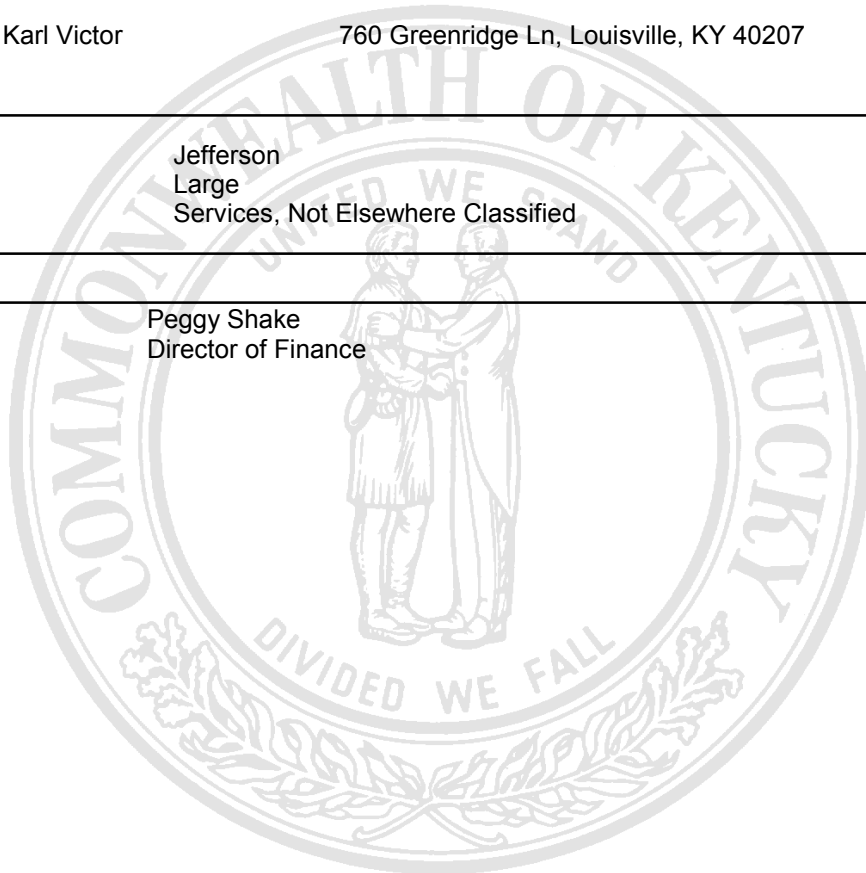 Karl Victor 760 Greenridge Ln, Louisville, KY 40207
Jefferson
Large
Services, Not Elsewhere Classified
Peggy Shake
Director of Finance
COMMONWEALTH OF KENTUCKY
UNITED WE STAND
DIVIDED WE FALL